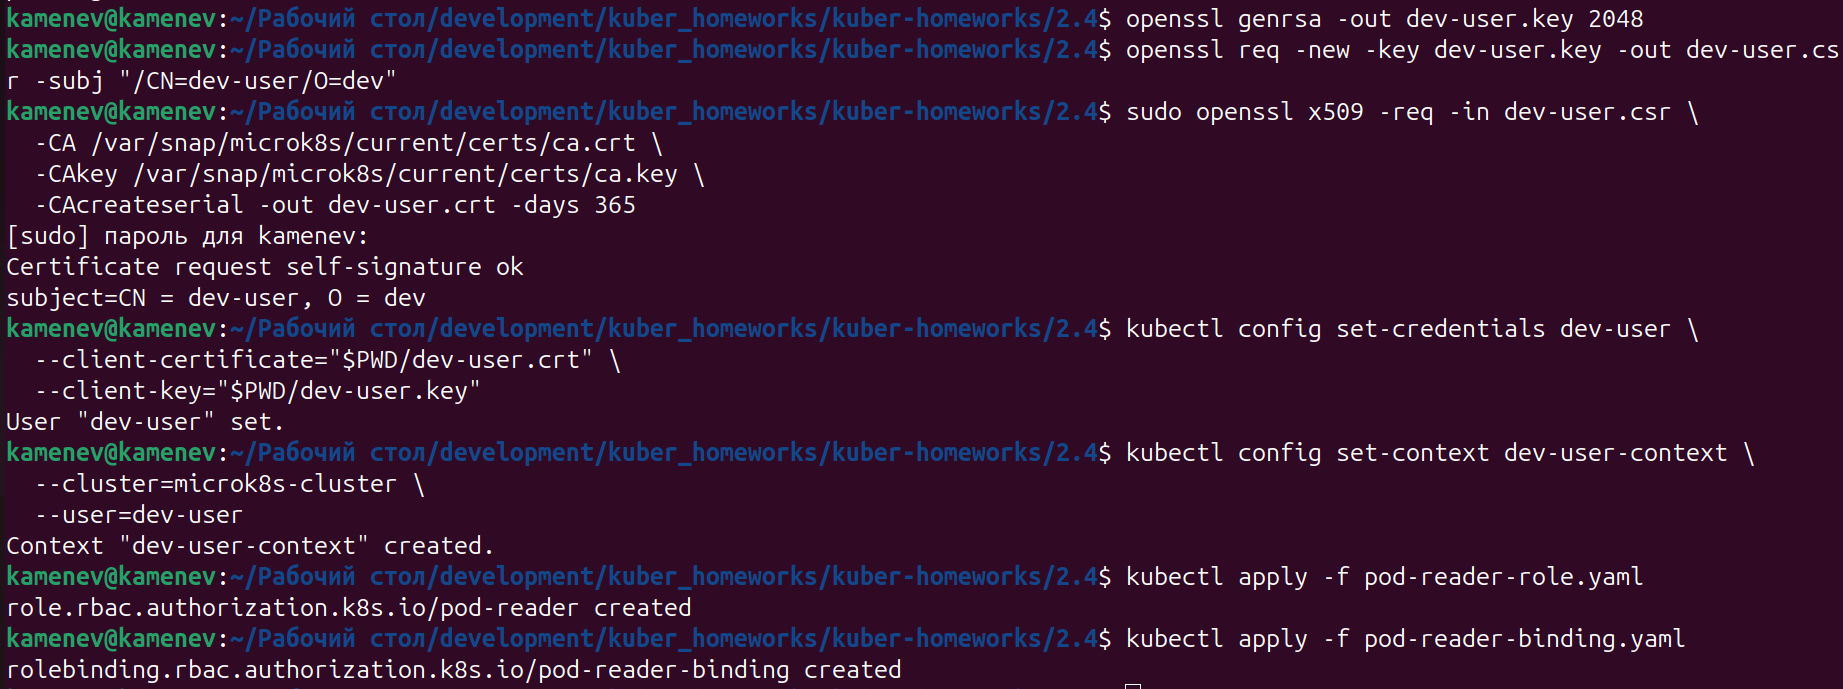 kamenev@kamenev:~/Рабочий стол/development/kuber_homeworks/kuber-homeworks/2.4$ openssl genrsa -out dev-user.key 2048
kamenev@kamenev:~/Рабочий стол/development/kuber_homeworks/kuber-homeworks/2.4$ openssl req -new -key dev-user.key -out dev-user.cs
r -subj "/CN=dev-user/O=dev"
kamenev@kamenev:~/Рабочий стол/development/kuber_homeworks/kuber-homeworks/2.4$ sudo openssl x509 -req -in dev-user.csr \
  -CA /var/snap/microk8s/current/certs/ca.crt \
  -CAkey /var/snap/microk8s/current/certs/ca.key \
  -CAcreateserial -out dev-user.crt -days 365
[sudo] пароль для kamenev:
Certificate request self-signature ok
subject=CN = dev-user, O = dev
kamenev@kamenev:~/Рабочий стол/development/kuber_homeworks/kuber-homeworks/2.4$ kubectl config set-credentials dev-user \
  --client-certificate="$PWD/dev-user.crt" \
  --client-key="$PWD/dev-user.key"
User "dev-user" set.
kamenev@kamenev:~/Рабочий стол/development/kuber_homeworks/kuber-homeworks/2.4$ kubectl config set-context dev-user-context \
  --cluster=microk8s-cluster \
  --user=dev-user
Context "dev-user-context" created.
kamenev@kamenev:~/Рабочий стол/development/kuber_homeworks/kuber-homeworks/2.4$ kubectl apply -f pod-reader-role.yaml
role.rbac.authorization.k8s.io/pod-reader created
kamenev@kamenev:~/Рабочий стол/development/kuber_homeworks/kuber-homeworks/2.4$ kubectl apply -f pod-reader-binding.yaml
rolebinding.rbac.authorization.k8s.io/pod-reader-binding created